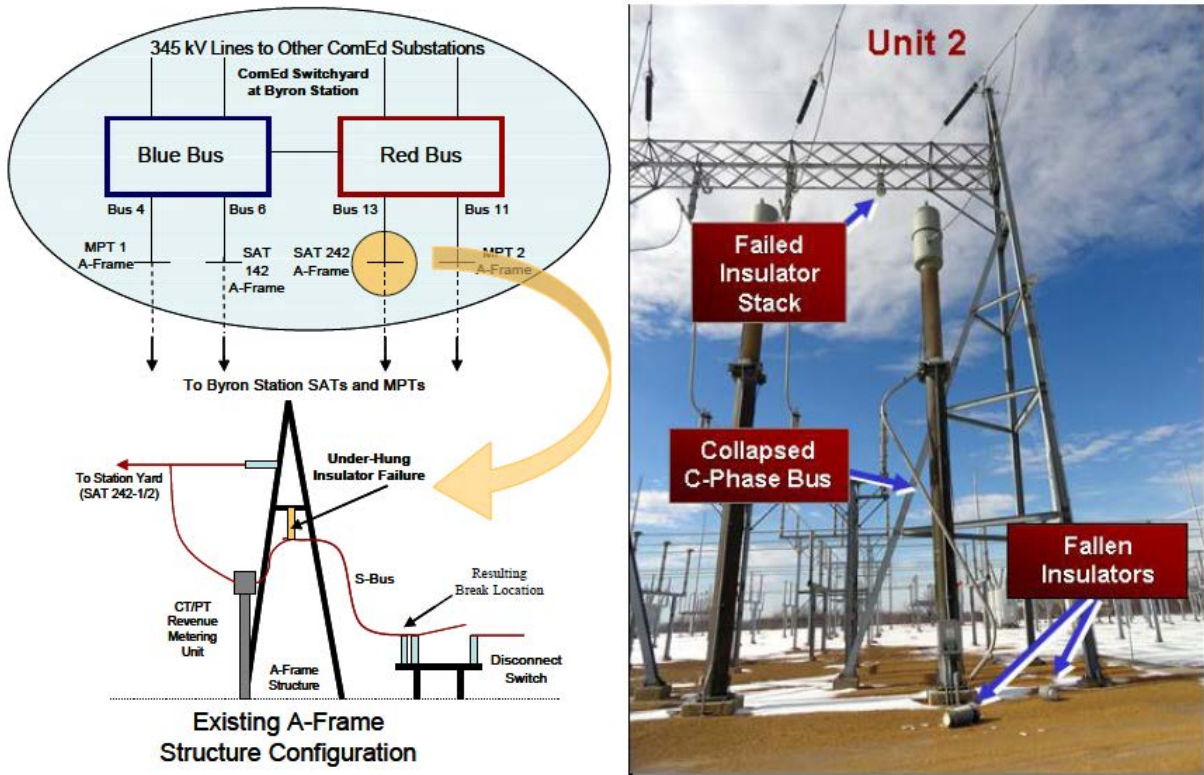 345 kV Lines to Other ComEd Substations
ComEd Switchyard
at Byron Station
Blue Bus
Red Bus
Bus 4
Bus 6
Bus 13
Bus 11
MPT 1
A-Frame
SAT
142
A-Frame
SAT 242
A-Frame
MPT 2
A-Frame
To Byron Station SATs and MPTs
Under-Hung
Insulator Failure
To Station Yard
(SAT 242-1/2)
S-Bus
Resulting
Break Location
CT/PT
Revenue
Metering
Unit
A-Frame
Structure
Disconnect
Switch
Existing A-Frame
Structure Configuration
Unit 2
Failed
Insulator
Stack
Collapsed
C-Phase Bus
Fallen
Insulators